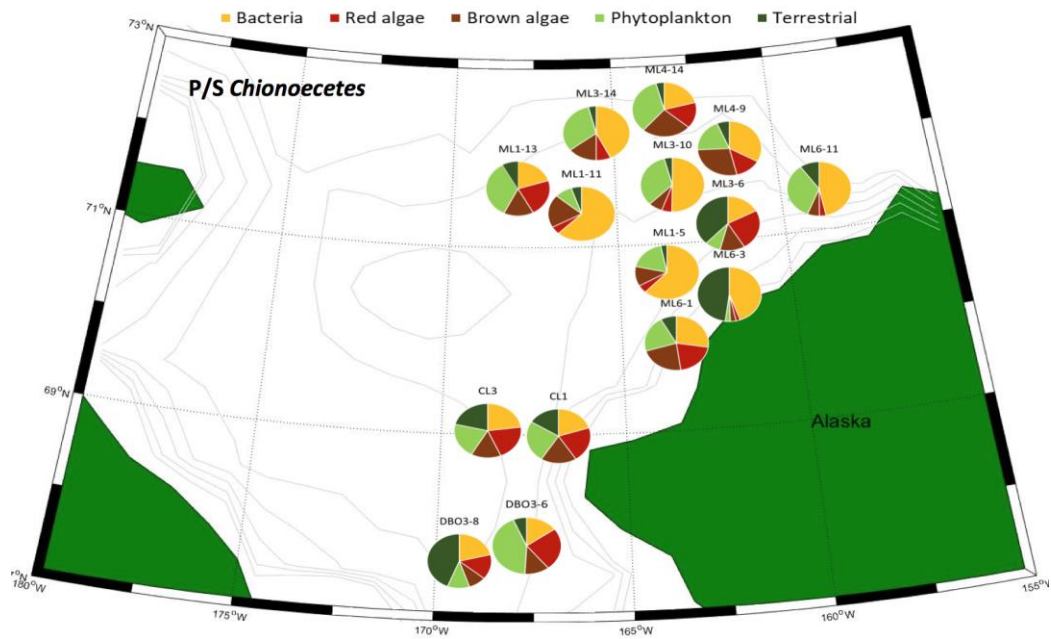 Bacteria Red algae Brown algae Phytoplankton Terrestrial
73°N
P/S Chionoecetes
ML4-14
ML3-14
ML4-9
ML1-13
ML3-10
ML6-11
ML1-11
ML3-6
71°N
ML1-5
ML6-3
ML6-1
69°N
CL3
CL1
Alaska
DBO3-6
DBO3-8
180°W
175°W
170°W
165°W
160°W
155°W